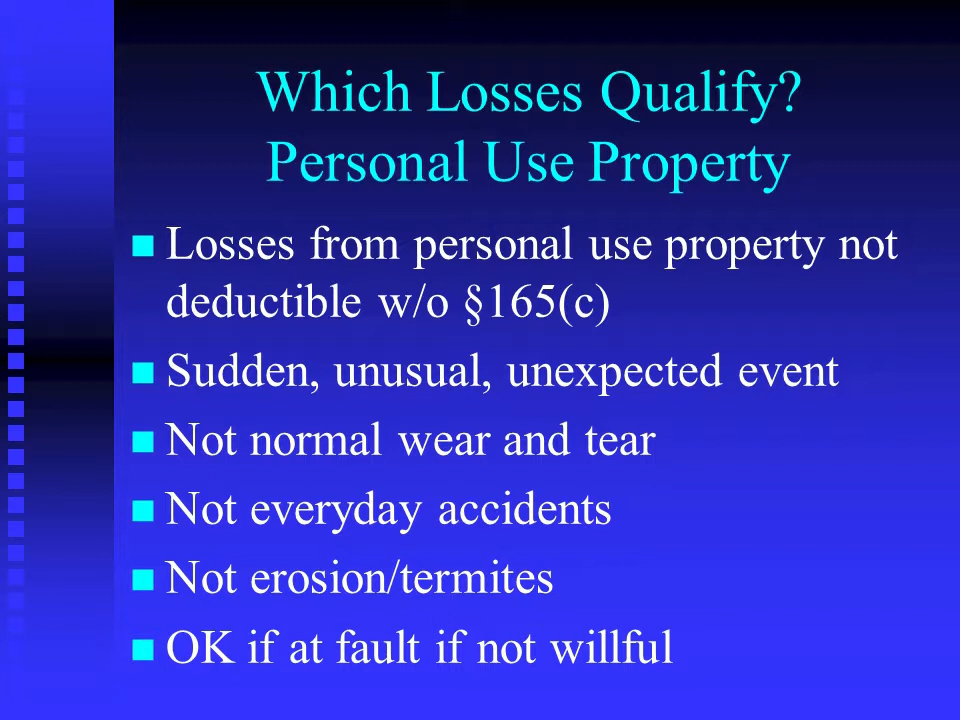 Which Losses Qualify?
Personal Use Property
Losses from personal use property not
deductible w/o §165(c)
Sudden, unusual, unexpected event
Not normal wear and tear
Not everyday accidents
Not erosion/termites
OK if at fault if not willful